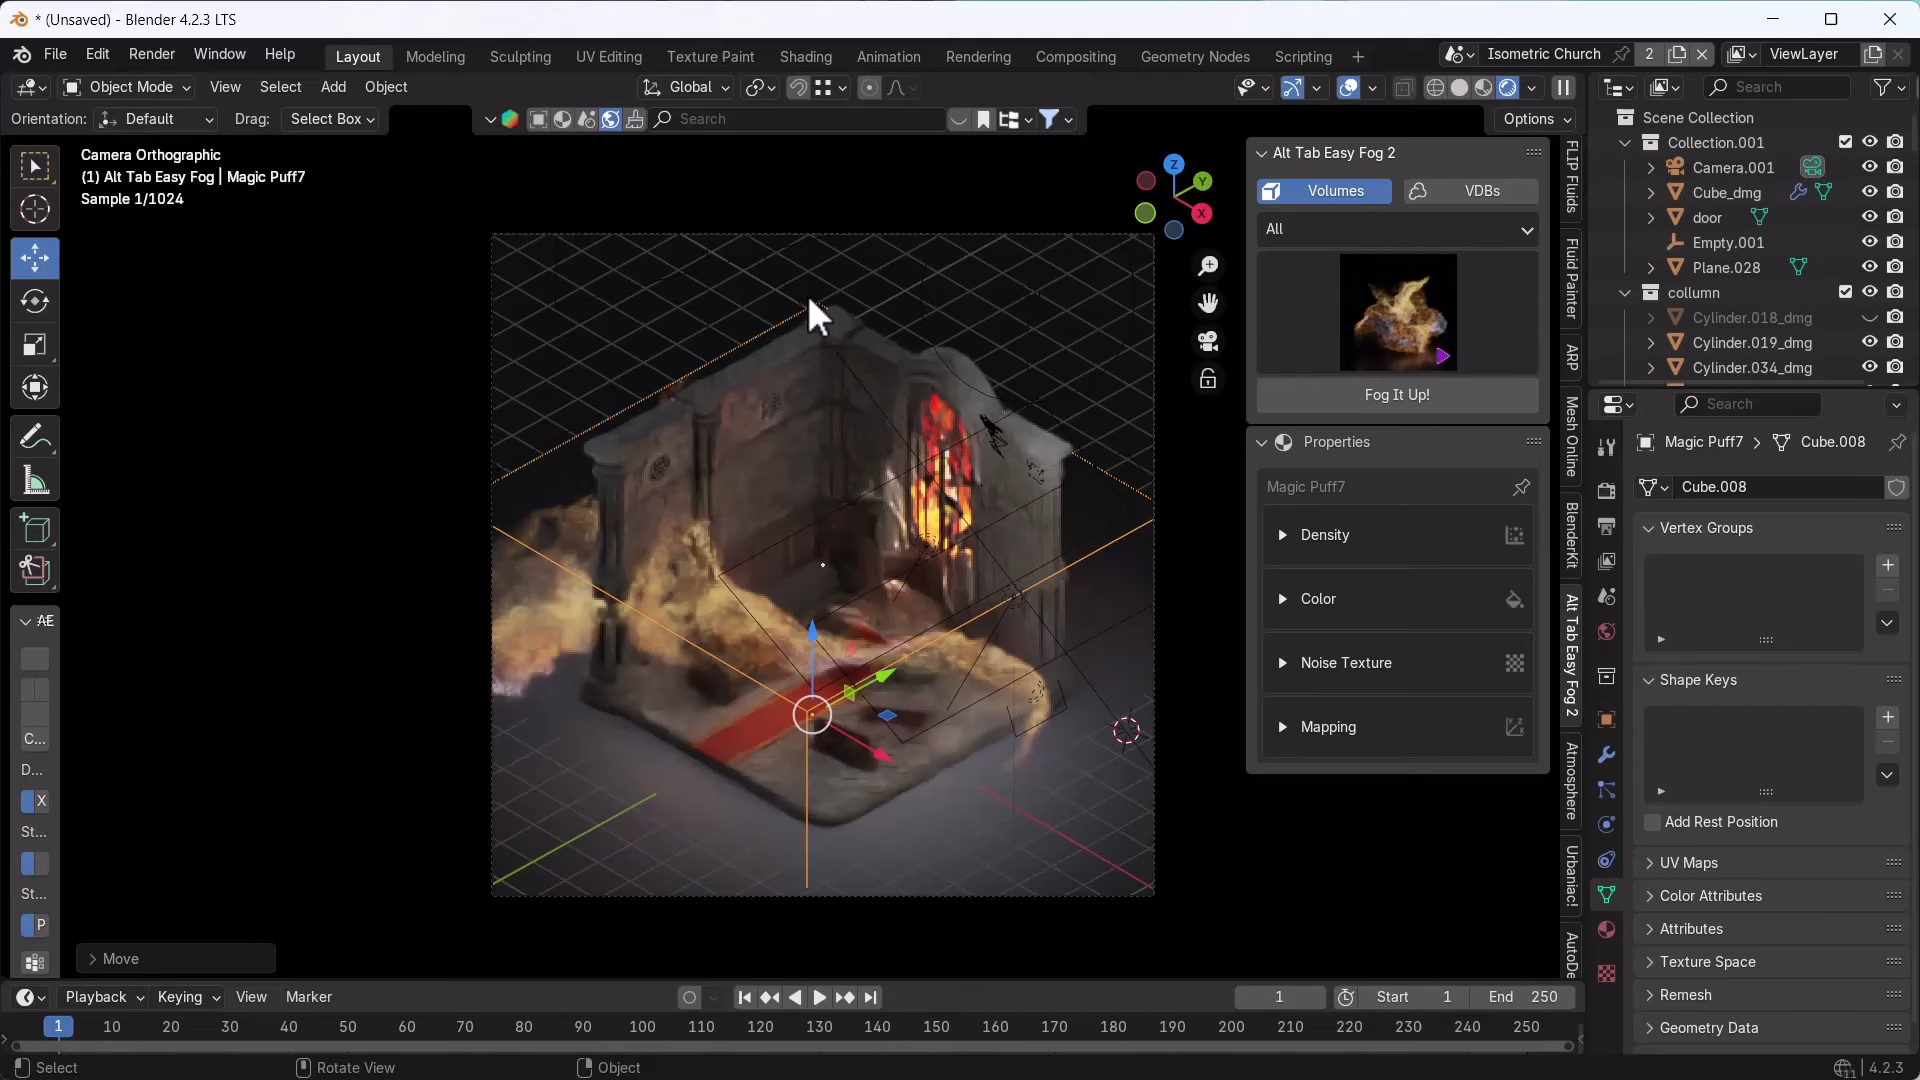 * (Unsaved) - Blender 4.2.3 LTS
File Edit Render Window Help
Layout Modeling Sculpting UV Editing Texture Paint Shading Animation Rendering Compositing Geometry Nodes Scripting
Isometric Church 2 ViewLayer
Object Mode View Select Add Object
Global
Search
Orientation: Default Drag: Select Box
Search
Options
Camera Orthographic
(1) Alt Tab Easy Fog | Magic Puff7
Sample 1/1024
Z
Y
X
Alt Tab Easy Fog 2
Volumes VDBs
All
Fog It Up!
Properties
Magic Puff7
Density
Color
Noise Texture
Mapping
FLIP Fluids
Fluid Painter
ARP
Mesh Online
BlenderKit
Alt Tab Easy Fog 2
Atmosphere
Urbaniac!
AutoDe
Scene Collection
Collection.001
Camera.001
Cube_dmg
door
Empty.001
Plane.028
collumn
Cylinder.018_dmg
Cylinder.019_dmg
Cylinder.034_dmg
Search
Magic Puff7 > Cube.008
Cube.008
Vertex Groups
Shape Keys
Add Rest Position
UV Maps
Color Attributes
Attributes
Texture Space
Remesh
Geometry Data
AE
C...
D...
X
St...
St...
P
Move
Playback Keying View Marker
1 Start 1 End 250
1 10 20 30 40 50 60 70 80 90 100 110 120 130 140 150 160 170 180 190 200 210 220 230 240 250
Select Rotate View Object
11 4.2.3